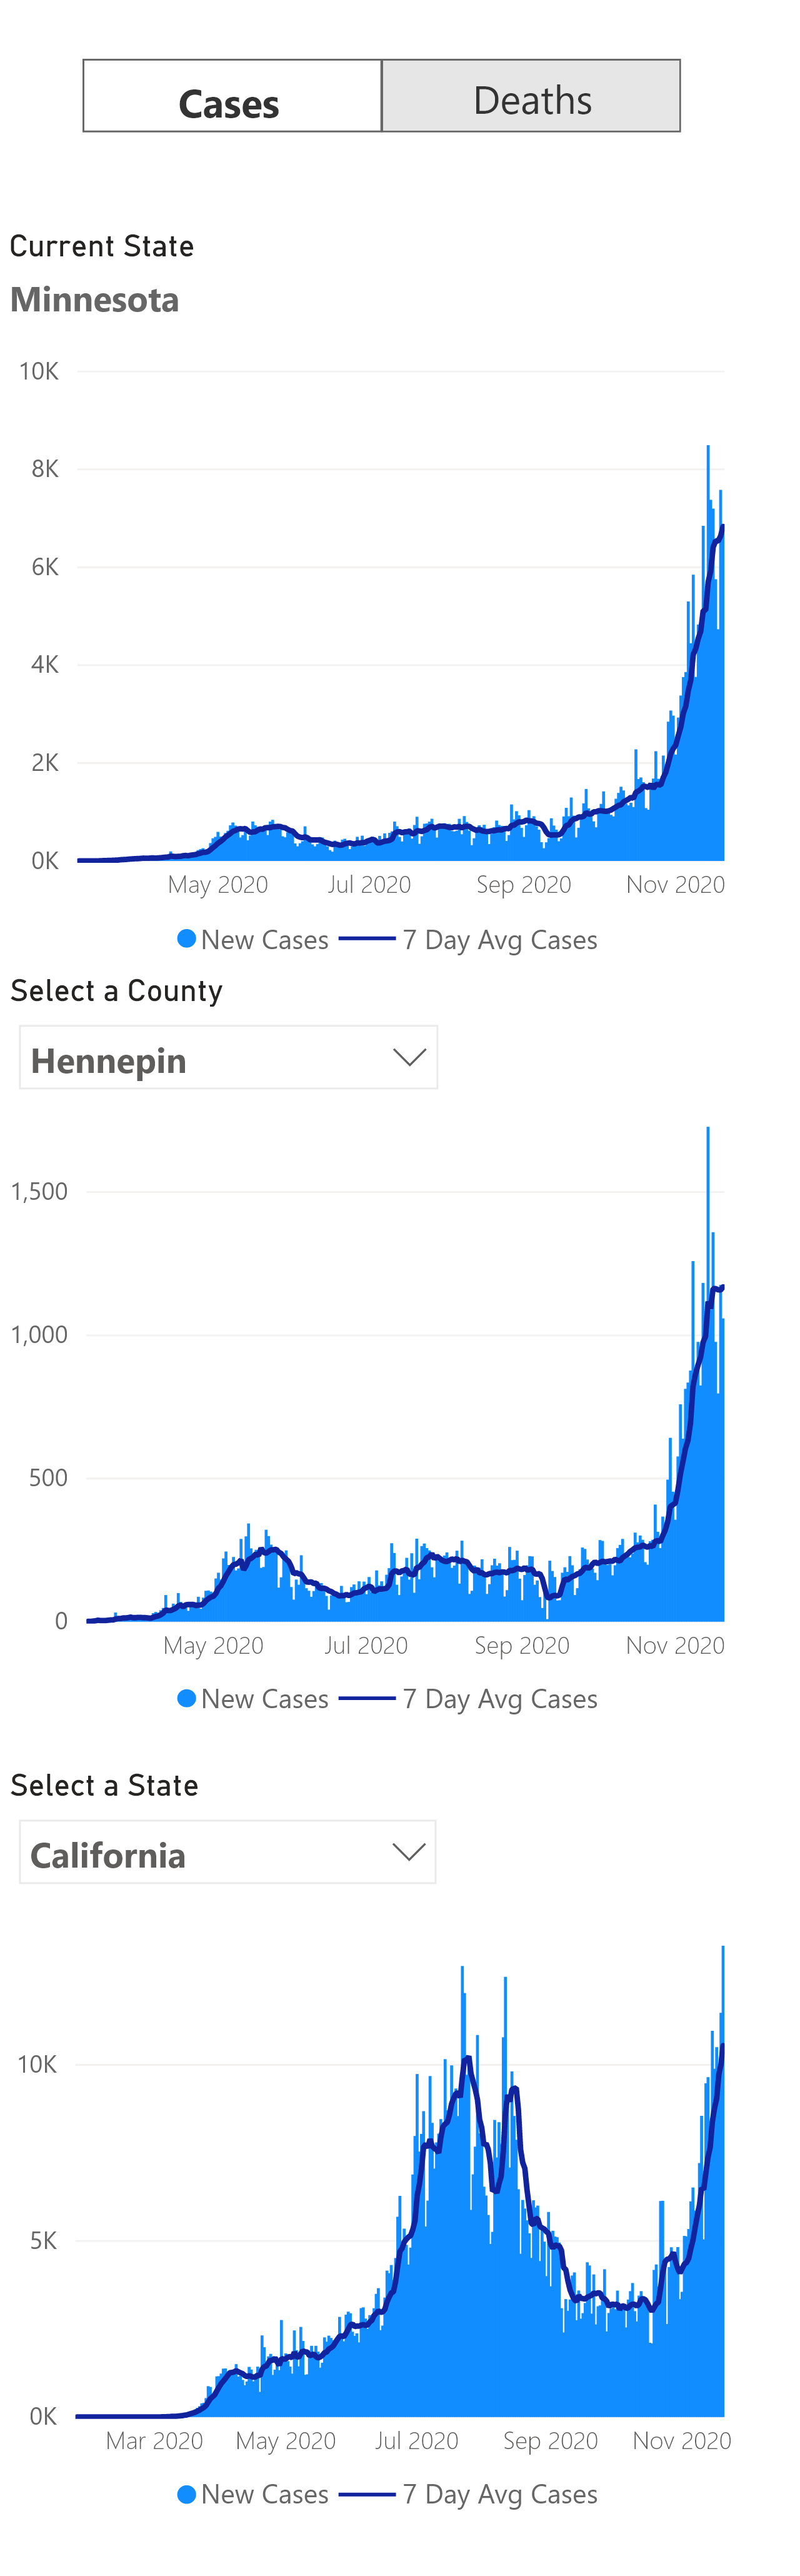 Cases Deaths
Current State
Minnesota
10K
8K
6K
4K
2K
0K
May 2020 Jul 2020 Sep 2020 Nov 2020
New Cases 7 Day Avg Cases
Select a County
Hennepin
1,500
1,000
500
0
May 2020 Jul 2020 Sep 2020 Nov 2020
New Cases 7 Day Avg Cases
Select a State
California
10K
5K
0K
Mar 2020 May 2020 Jul 2020 Sep 2020 Nov 2020
New Cases 7 Day Avg Cases